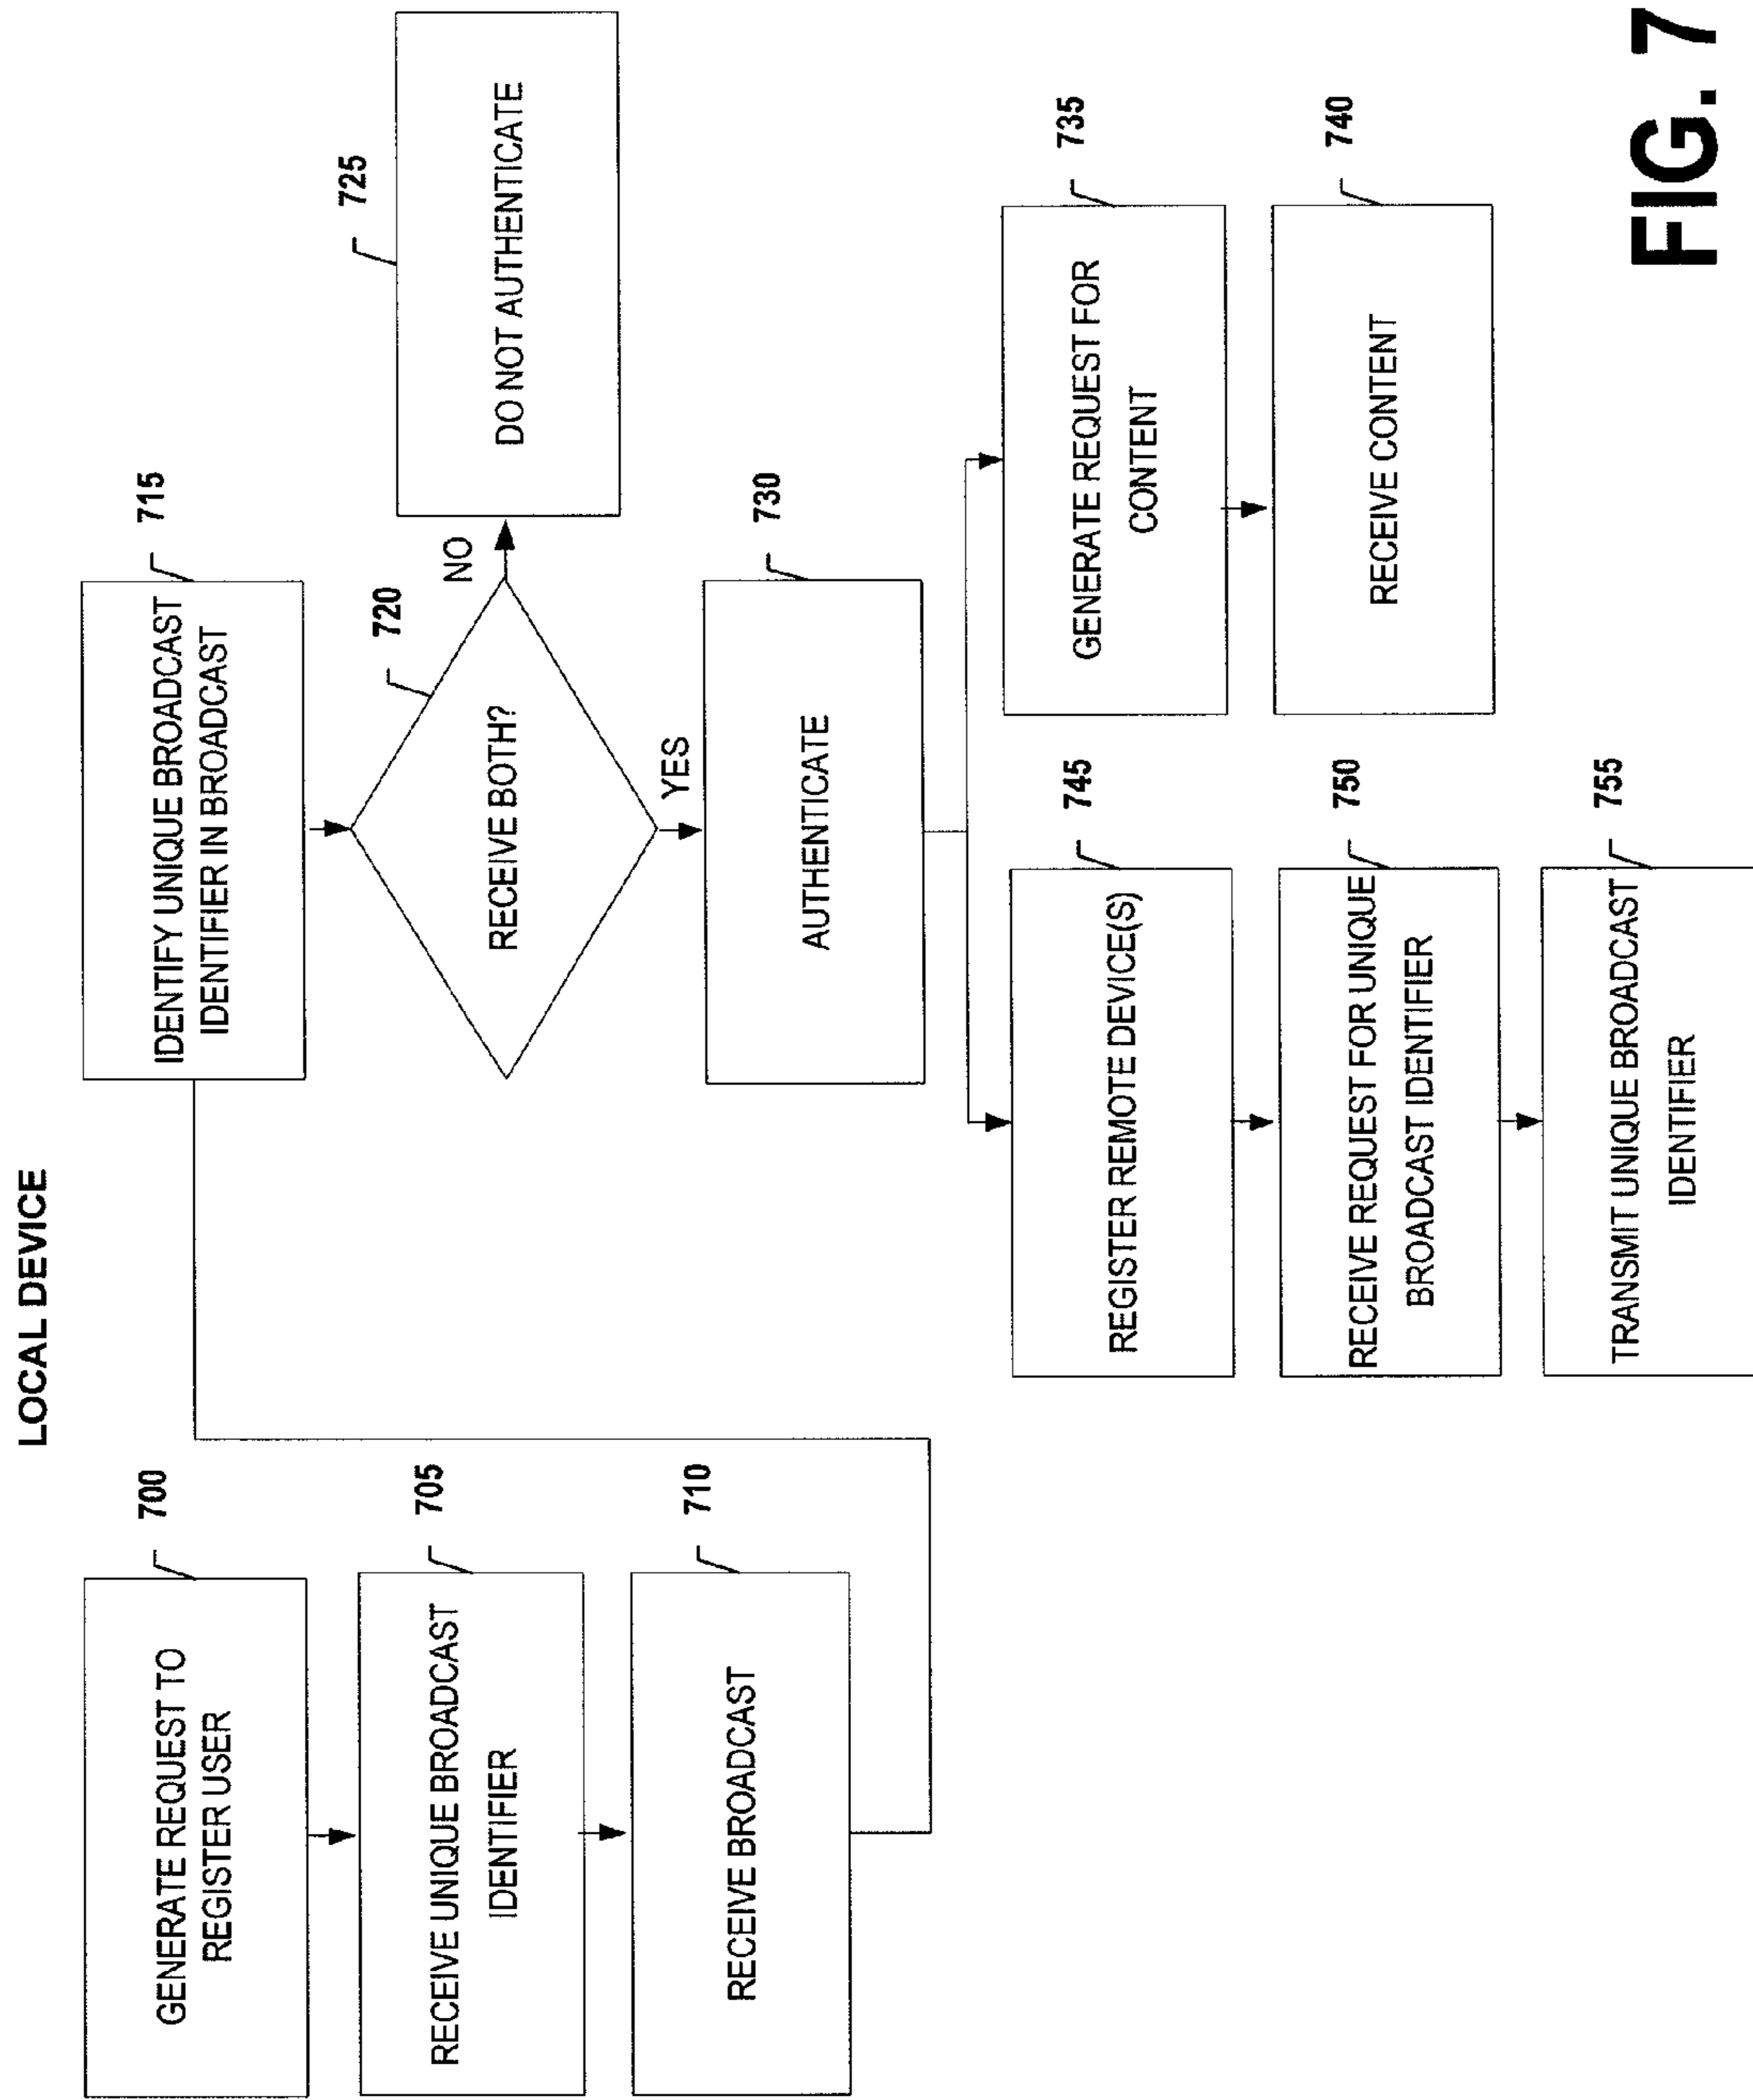 LOCAL DEVICE
700
GENERATE REQUEST TO
REGISTER USER
705
RECEIVE UNIQUE BROADCAST
IDENTIFIER
710
RECEIVE BROADCAST
715
IDENTIFY UNIQUE BROADCAST
IDENTIFIER IN BROADCAST
720
RECEIVE BOTH?
NO
725
DO NOT AUTHENTICATE
YES
730
AUTHENTICATE
735
GENERATE REQUEST FOR
CONTENT
740
RECEIVE CONTENT
745
REGISTER REMOTE DEVICE(S)
750
RECEIVE REQUEST FOR UNIQUE
BROADCAST IDENTIFIER
755
TRANSMIT UNIQUE BROADCAST
IDENTIFIER
FIG. 7